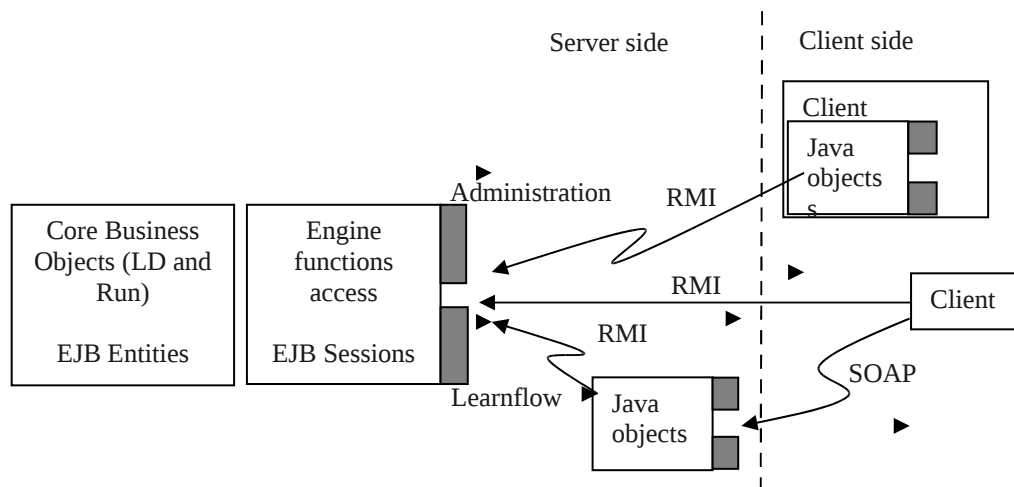 Server side
Client side
Client
Java
objects
s
Administration
RMI
Core Business
Objects (LD and
Run)
EJB Entities
Engine
functions
access
EJB Sessions
RMI
Client
RMI
SOAP
Learnflow
Java
objects